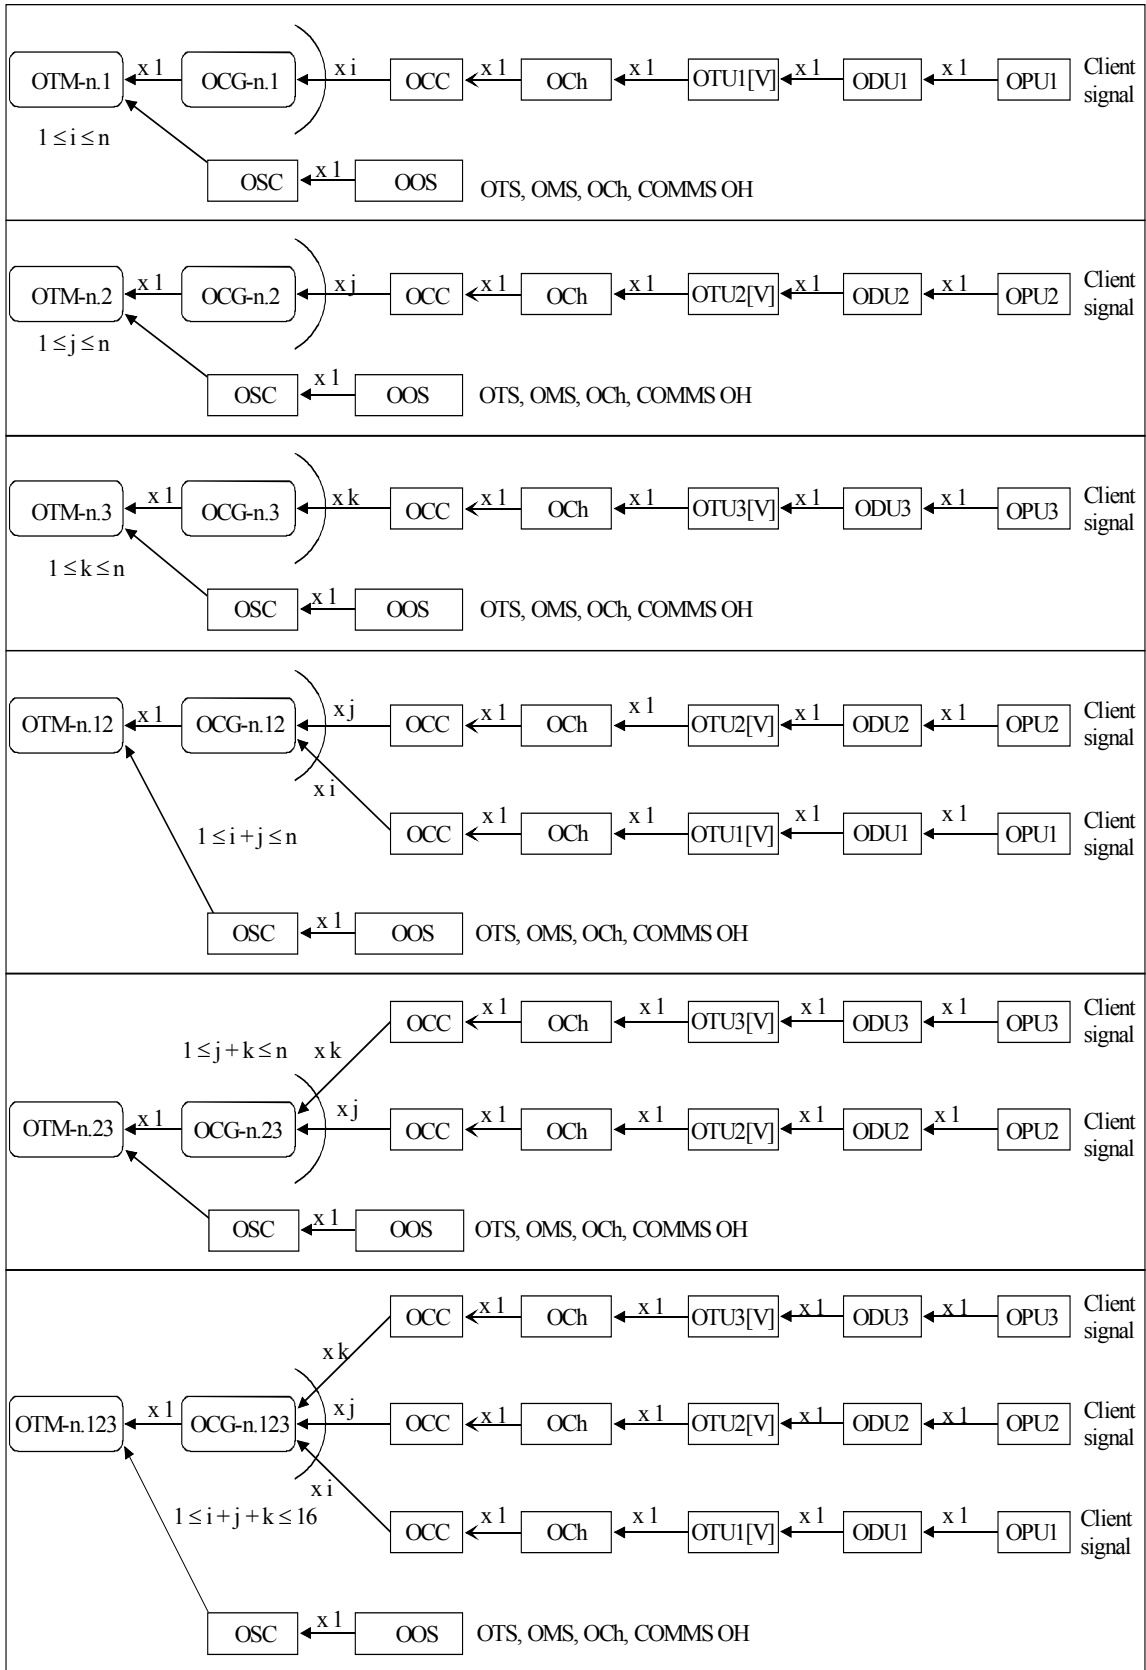 OTM-n.1 x 1 OCG-n.1 x i OCC x 1 OCh x 1 OTU1[V] x 1 ODU1 x 1 OPU1 Client signal
1 ≤ i ≤ n
OSC x 1 OOS OTS, OMS, OCh, COMMS OH
OTM-n.2 x 1 OCG-n.2 x j OCC x 1 OCh x 1 OTU2[V] x 1 ODU2 x 1 OPU2 Client signal
1 ≤ j ≤ n
OSC x 1 OOS OTS, OMS, OCh, COMMS OH
OTM-n.3 x 1 OCG-n.3 x k OCC x 1 OCh x 1 OTU3[V] x 1 ODU3 x 1 OPU3 Client signal
1 ≤ k ≤ n
OSC x 1 OOS OTS, OMS, OCh, COMMS OH
OTM-n.12 x 1 OCG-n.12 x j OCC x 1 OCh x 1 OTU2[V] x 1 ODU2 x 1 OPU2 Client signal
x i
1 ≤ i + j ≤ n OCC x 1 OCh x 1 OTU1[V] x 1 ODU1 x 1 OPU1 Client signal
OSC x 1 OOS OTS, OMS, OCh, COMMS OH
OCC x 1 OCh x 1 OTU3[V] x 1 ODU3 x 1 OPU3 Client signal
1 ≤ j + k ≤ n x k
OTM-n.23 x 1 OCG-n.23 x j OCC x 1 OCh x 1 OTU2[V] x 1 ODU2 x 1 OPU2 Client signal
OSC x 1 OOS OTS, OMS, OCh, COMMS OH
OCC x 1 OCh x 1 OTU3[V] x 1 ODU3 x 1 OPU3 Client signal
x k
OTM-n.123 x 1 OCG-n.123 x j OCC x 1 OCh x 1 OTU2[V] x 1 ODU2 x 1 OPU2 Client signal
x i
1 ≤ i + j + k ≤ 16
OCC x 1 OCh x 1 OTU1[V] x 1 ODU1 x 1 OPU1 Client signal
OSC x 1 OOS OTS, OMS, OCh, COMMS OH